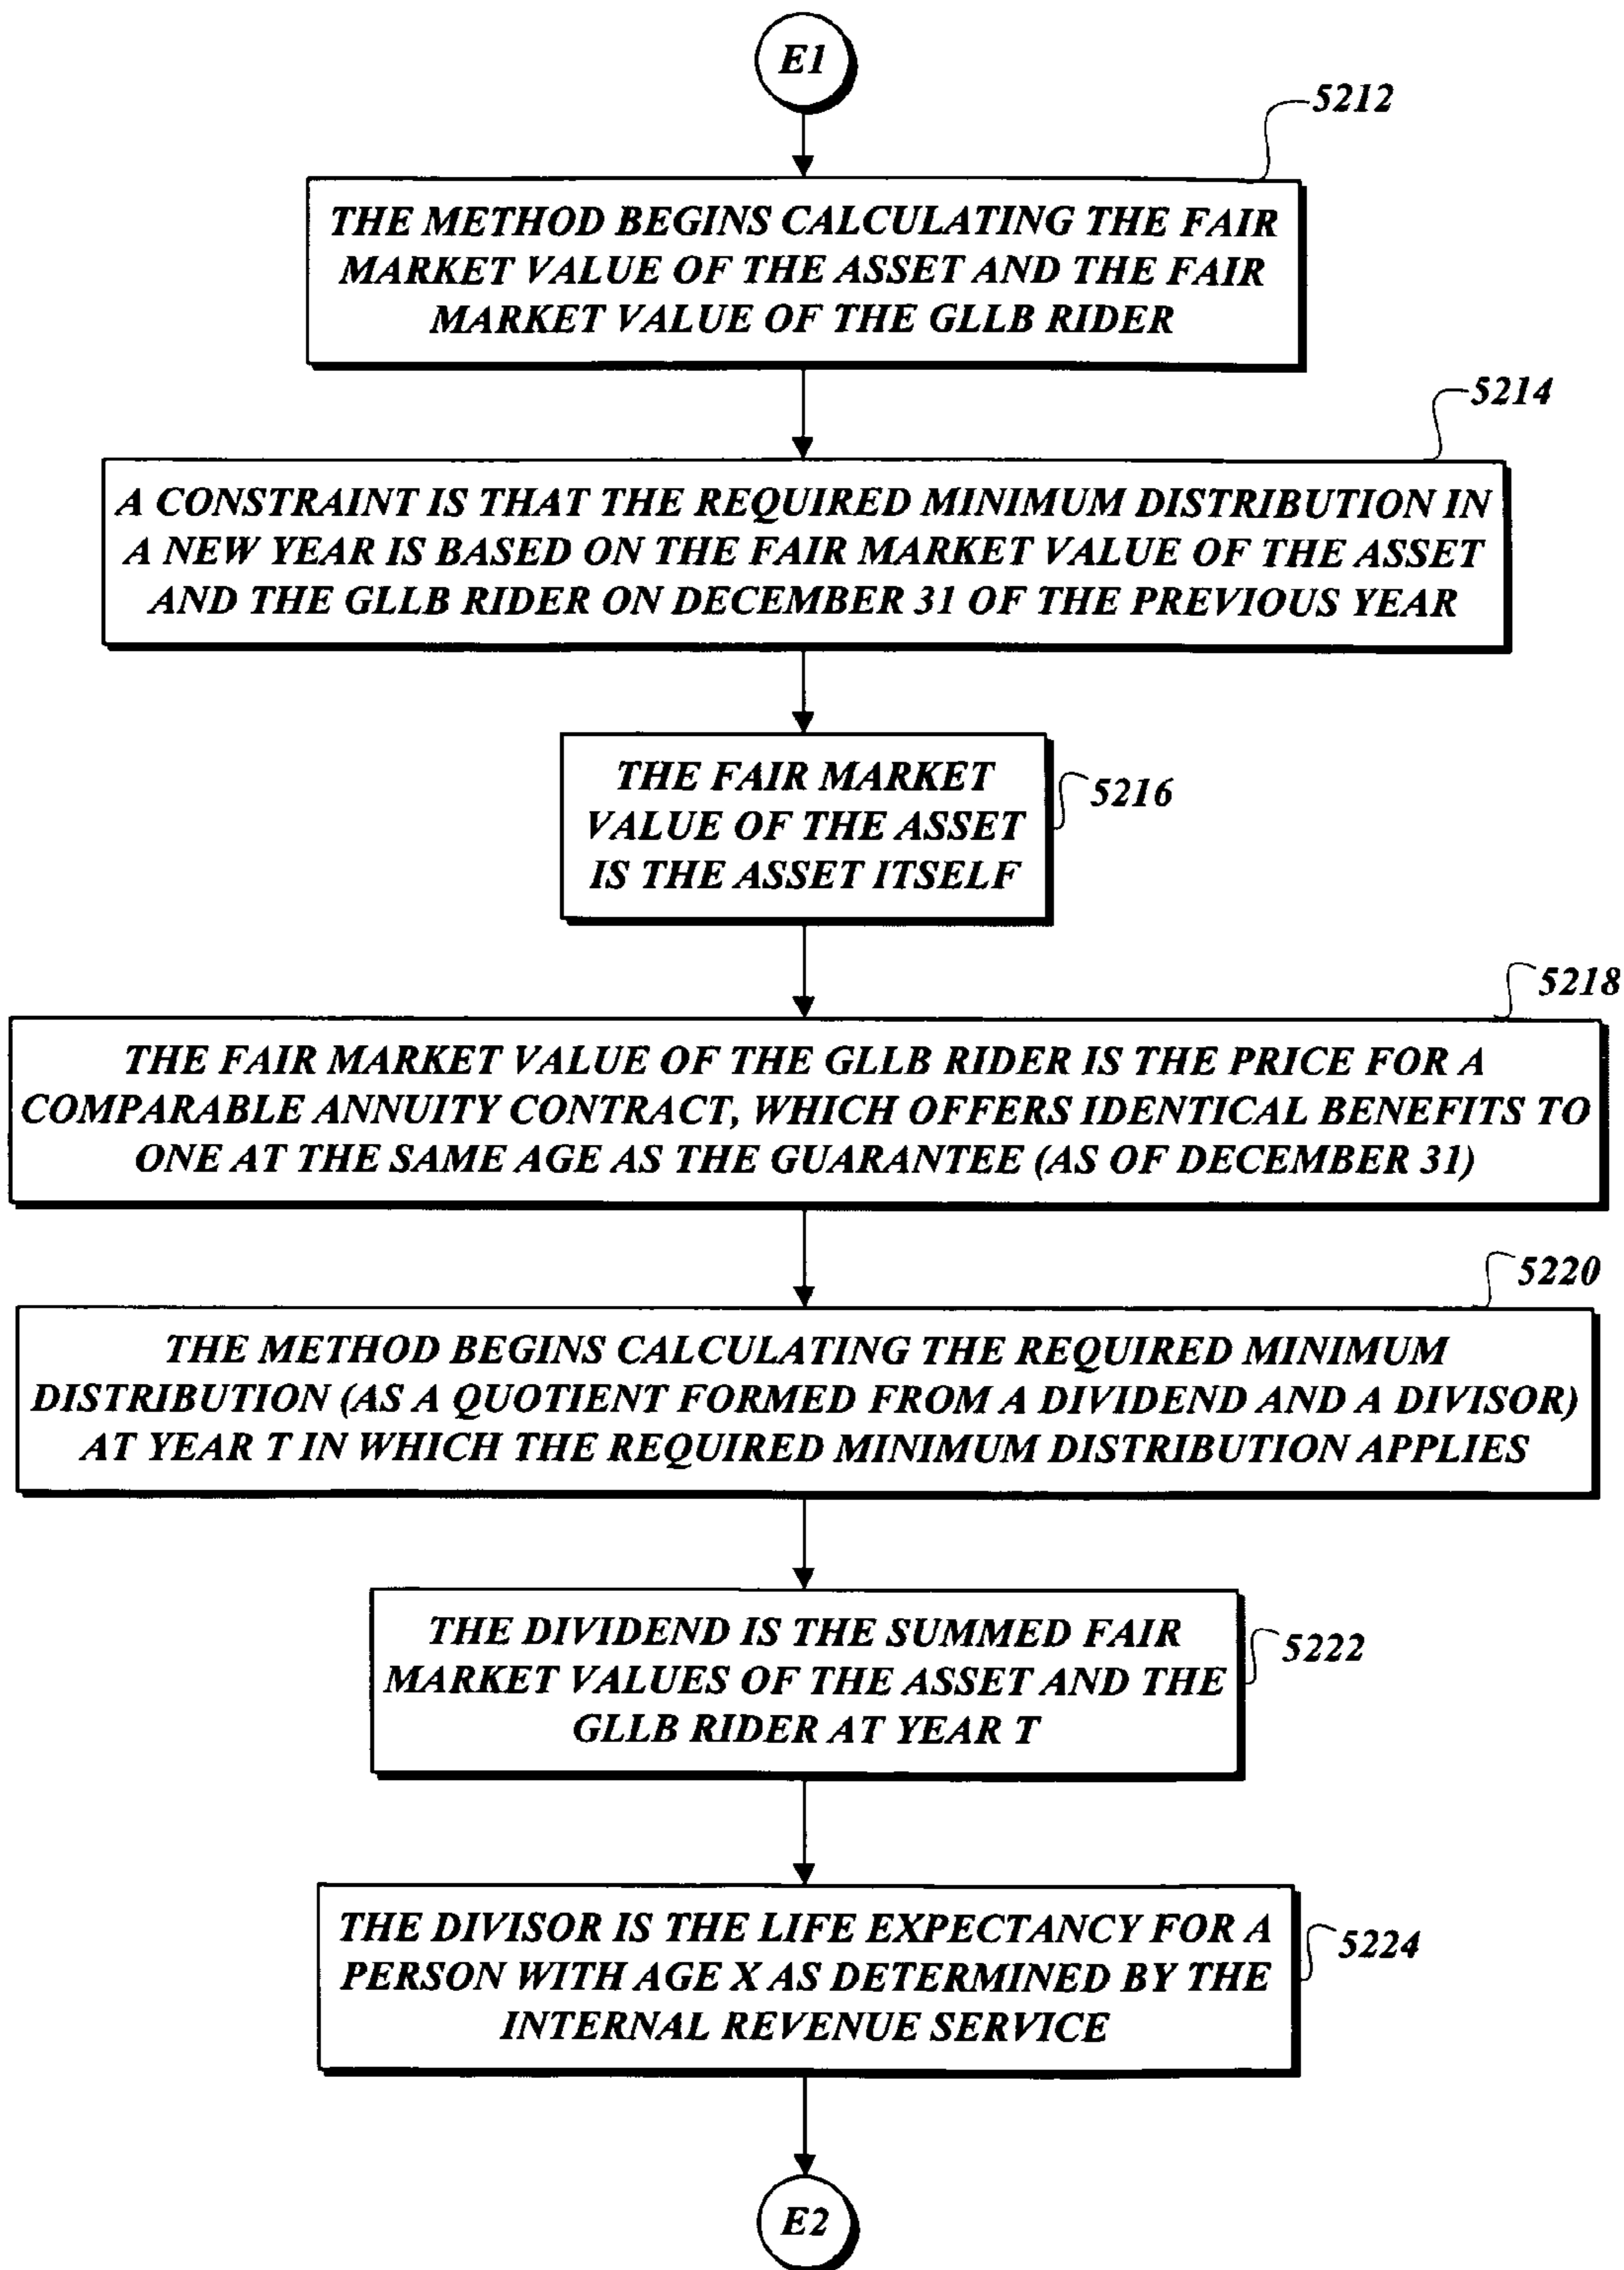 E1
5212
THE METHOD BEGINS CALCULATING THE FAIR
MARKET VALUE OF THE ASSET AND THE FAIR
MARKET VALUE OF THE GLLB RIDER
5214
A CONSTRAINT IS THAT THE REQUIRED MINIMUM DISTRIBUTION IN
A NEW YEAR IS BASED ON THE FAIR MARKET VALUE OF THE ASSET
AND THE GLLB RIDER ON DECEMBER 31 OF THE PREVIOUS YEAR
THE FAIR MARKET
VALUE OF THE ASSET
IS THE ASSET ITSELF
5216
5218
THE FAIR MARKET VALUE OF THE GLLB RIDER IS THE PRICE FOR A
COMPARABLE ANNUITY CONTRACT, WHICH OFFERS IDENTICAL BENEFITS TO
ONE AT THE SAME AGE AS THE GUARANTEE (AS OF DECEMBER 31)
5220
THE METHOD BEGINS CALCULATING THE REQUIRED MINIMUM
DISTRIBUTION (AS A QUOTIENT FORMED FROM A DIVIDEND AND A DIVISOR)
AT YEAR T IN WHICH THE REQUIRED MINIMUM DISTRIBUTION APPLIES
THE DIVIDEND IS THE SUMMED FAIR
MARKET VALUES OF THE ASSET AND THE
GLLB RIDER AT YEAR T
5222
THE DIVISOR IS THE LIFE EXPECTANCY FOR A
PERSON WITH AGE X AS DETERMINED BY THE
INTERNAL REVENUE SERVICE
5224
E2